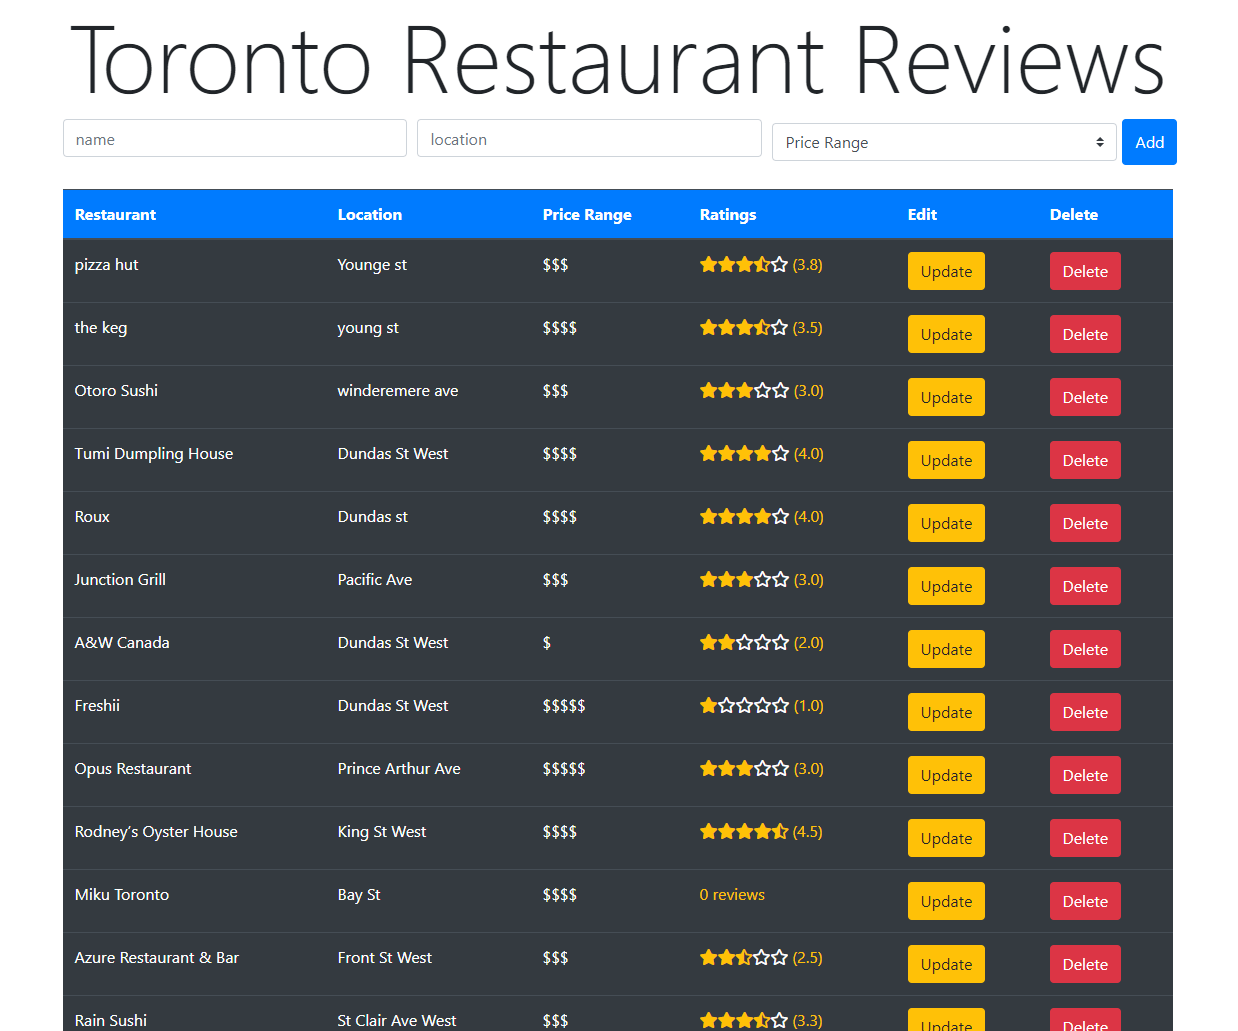 Toronto Restaurant Reviews
name location Price Range Add
Restaurant Location Price Range Ratings Edit Delete
pizza hut Younge st $$$ (3.8) Update Delete
the keg young st $$$$ (3.5) Update Delete
Otoro Sushi winderemere ave $$$ (3.0) Update Delete
Tumi Dumpling House Dundas St West $$$$ (4.0) Update Delete
Roux Dundas st $$$$ (4.0) Update Delete
Junction Grill Pacific Ave $$$ (3.0) Update Delete
A&W Canada Dundas St West $ (2.0) Update Delete
Freshii Dundas St West $$$$$ (1.0) Update Delete
Opus Restaurant Prince Arthur Ave $$$$$ (3.0) Update Delete
Rodney’s Oyster House King St West $$$$ (4.5) Update Delete
Miku Toronto Bay St $$$$ 0 reviews Update Delete
Azure Restaurant & Bar Front St West $$$ (2.5) Update Delete
Rain Sushi St Clair Ave West $$$ (3.3) Update Delete